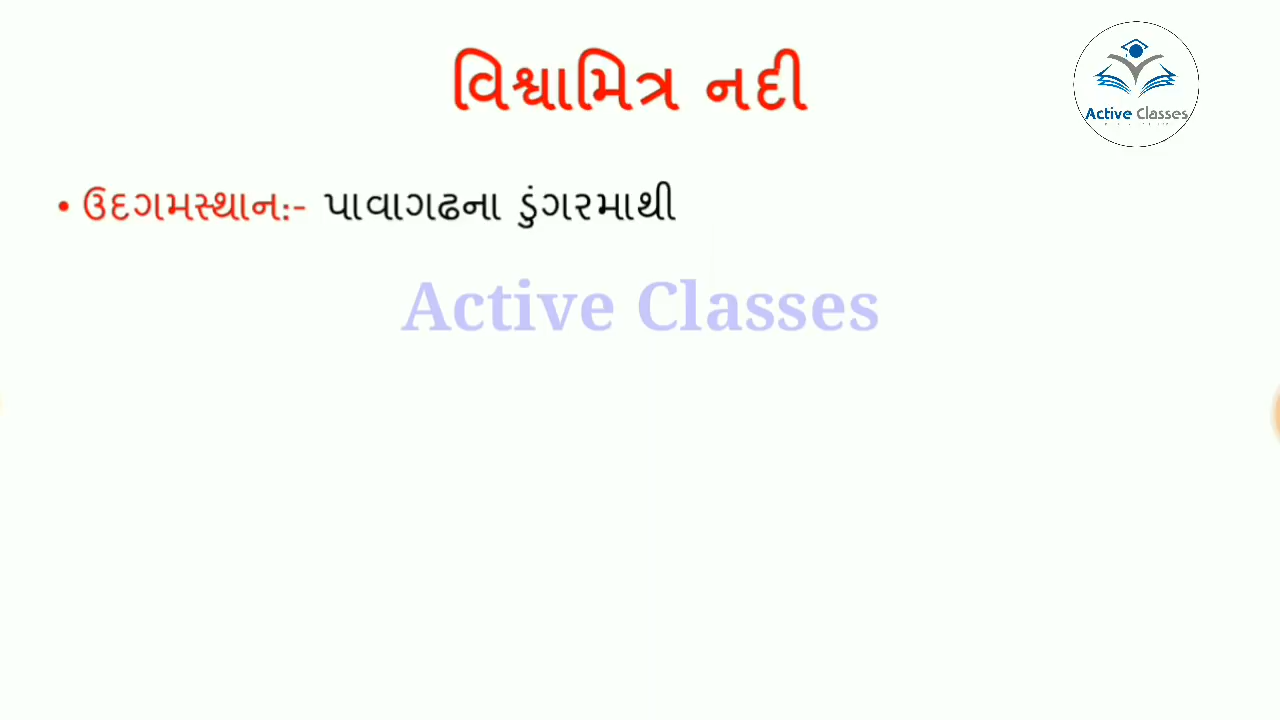 વિશ્વામિત્ર નદી
Active Classes
• ઉદગમસ્થાન:- પાવાગઢના ડુંગરમાથી
Active Classes